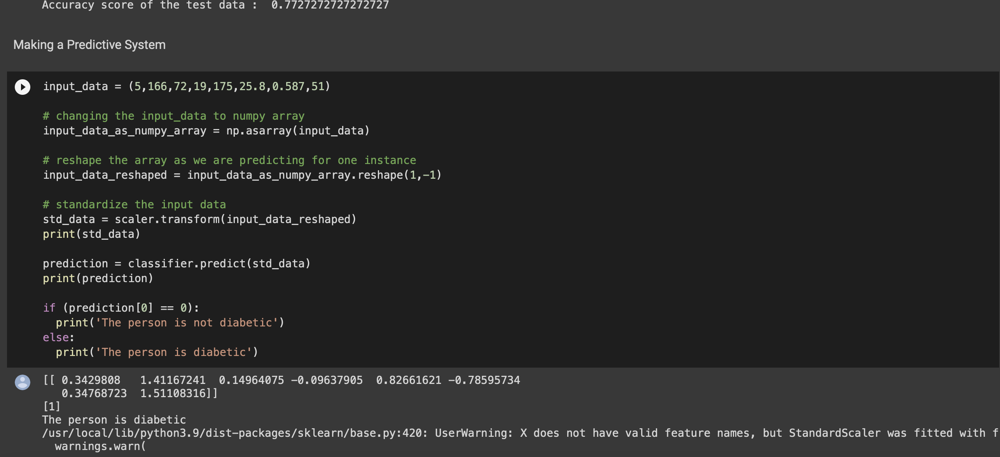 Accuracy score of the test data :  0.7727272727272727
Making a Predictive System
input_data = (5,166,72,19,175,25.8,0.587,51)
# changing the input_data to numpy array
input_data_as_numpy_array = np.asarray(input_data)
# reshape the array as we are predicting for one instance
input_data_reshaped = input_data_as_numpy_array.reshape(1,-1)
# standardize the input data
std_data = scaler.transform(input_data_reshaped)
print(std_data)
prediction = classifier.predict(std_data)
print(prediction)
if (prediction[0] == 0):
  print('The person is not diabetic')
else:
  print('The person is diabetic')
[[ 0.3429808   1.41167241  0.14964075 -0.09637905  0.82661621 -0.78595734
   0.34768723  1.51108316]]
[1]
The person is diabetic
/usr/local/lib/python3.9/dist-packages/sklearn/base.py:420: UserWarning: X does not have valid feature names, but StandardScaler was fitted with f
  warnings.warn(